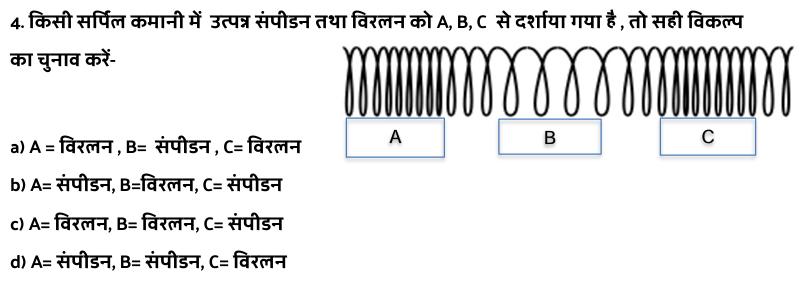 4. किसी सर्पिल कमानी में उत्पन्न संपीडन तथा विरलन को A, B, C से दर्शाया गया है , तो सही विकल्प
का चुनाव करें-
A B C
a) A = विरलन , B= संपीडन , C= विरलन
b) A= संपीडन, B=विरलन, C= संपीडन
c) A= विरलन, B= विरलन, C= संपीडन
d) A= संपीडन, B= संपीडन, C= विरलन